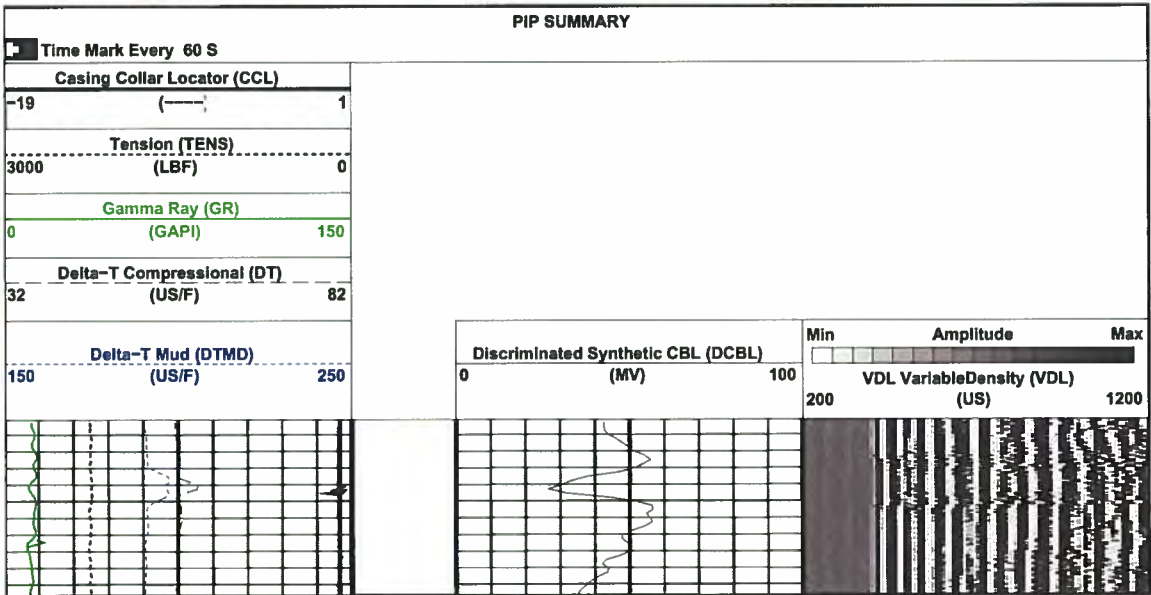 PIP SUMMARY
Time Mark Every 60 S
Casing Collar Locator (CCL)
-19 (----) 1
Tension (TENS)
3000 (LBF) 0
Gamma Ray (GR)
0 (GAPI) 150
Delta-T Compressional (DT)
32 (US/F) 82
Delta-T Mud (DTMD)
150 (US/F) 250
Discriminated Synthetic CBL (DCBL)
0 (MV) 100
Min Amplitude Max
VDL VariableDensity (VDL)
200 (US) 1200